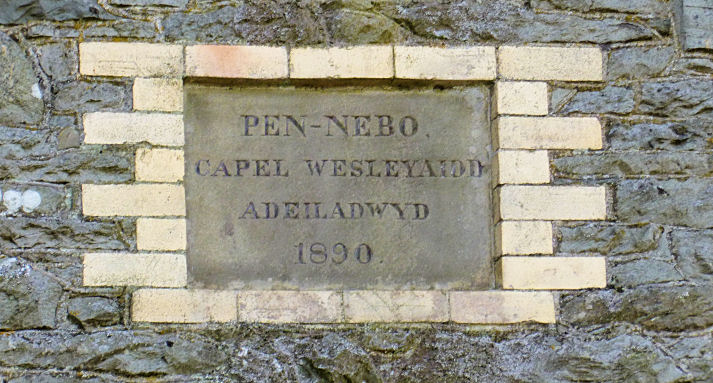 PEN-NEBO.
CAPEL WESLEYAIDD
ADEILADWYD
1890.